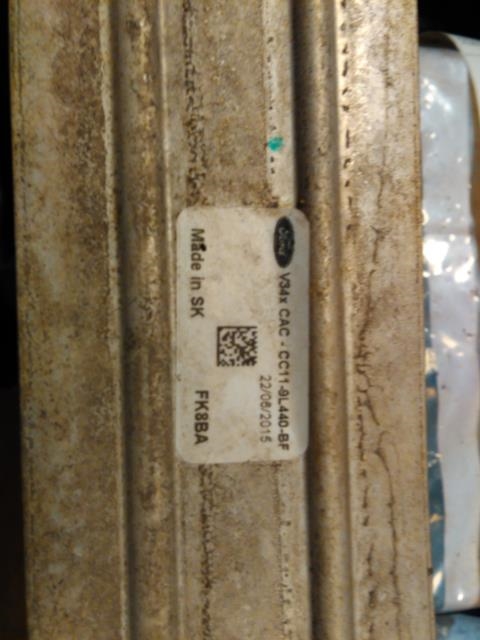 Ford
V34x CAC - CC11-9L440-BF
22/06/2015
Made in SK
FK8BA